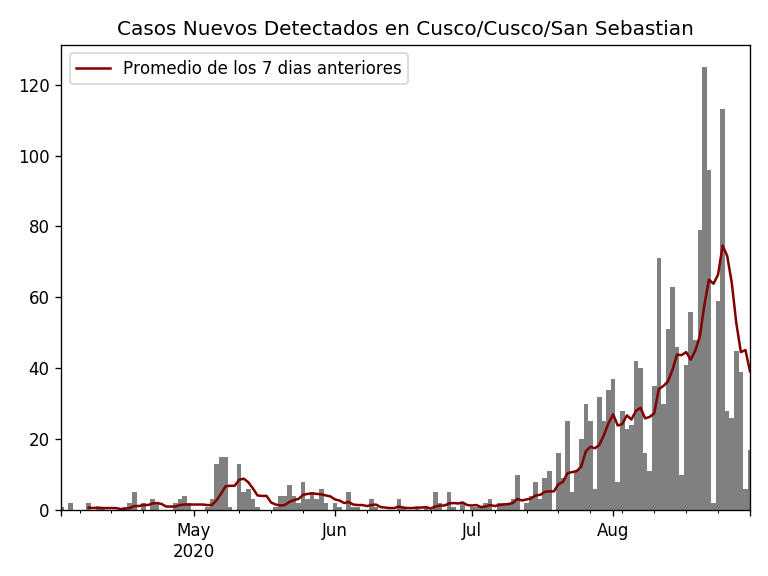 Casos Nuevos Detectados en Cusco/Cusco/San Sebastian
Promedio de los 7 dias anteriores
120
100
80
60
40
20
0
May
2020
Jun
Jul
Aug